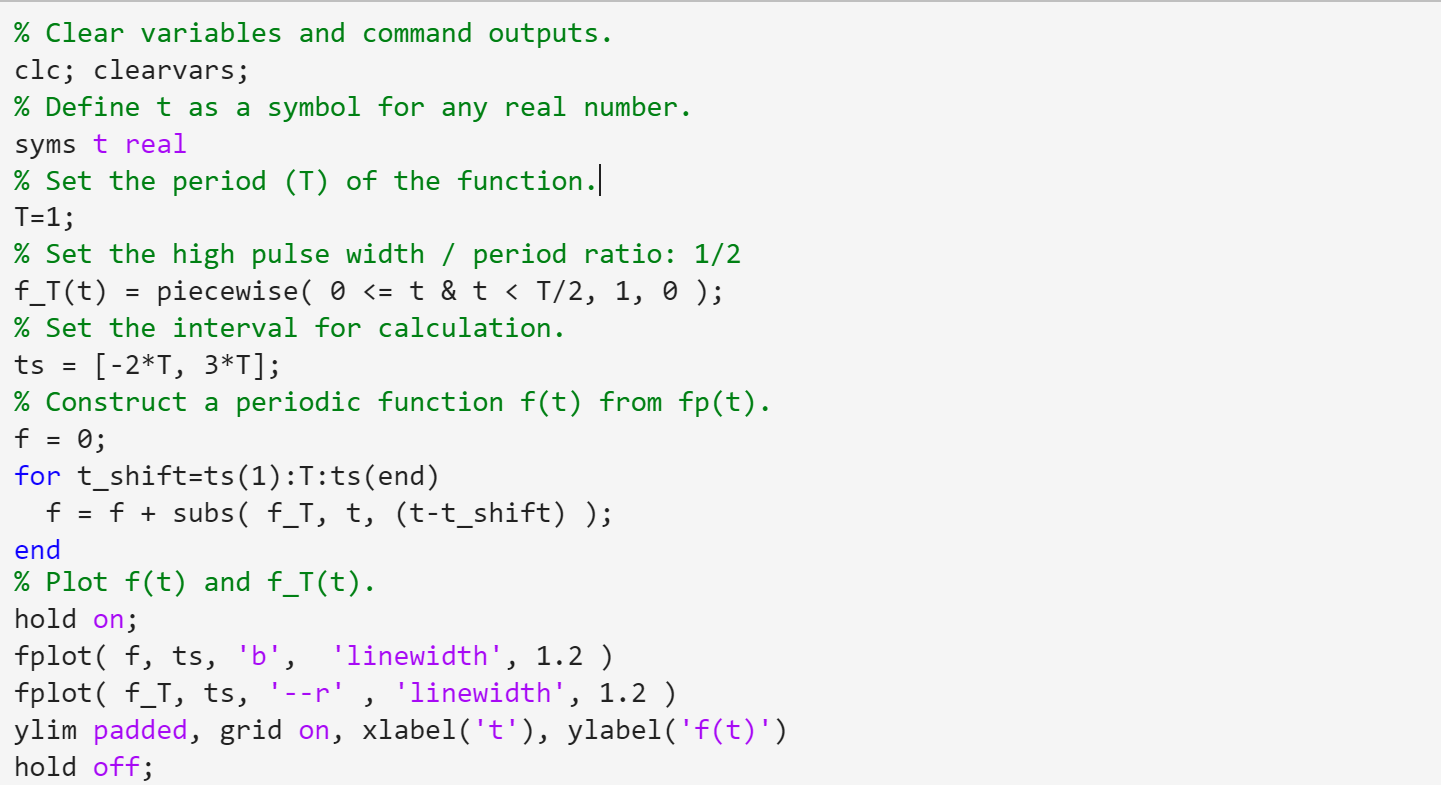 % Clear variables and command outputs.
clc; clearvars;
% Define t as a symbol for any real number.
syms t real
% Set the period (T) of the function.
T=1;
% Set the high pulse width / period ratio: 1/2
f_T(t) = piecewise( 0 <= t & t < T/2, 1, 0 );
% Set the interval for calculation.
ts = [-2*T, 3*T];
% Construct a periodic function f(t) from fp(t).
f = 0;
for t_shift=ts(1):T:ts(end)
  f = f + subs( f_T, t, (t-t_shift) );
end
% Plot f(t) and f_T(t).
hold on;
fplot( f, ts, 'b',  'linewidth', 1.2 )
fplot( f_T, ts, '--r' , 'linewidth', 1.2 )
ylim padded, grid on, xlabel('t'), ylabel('f(t)')
hold off;